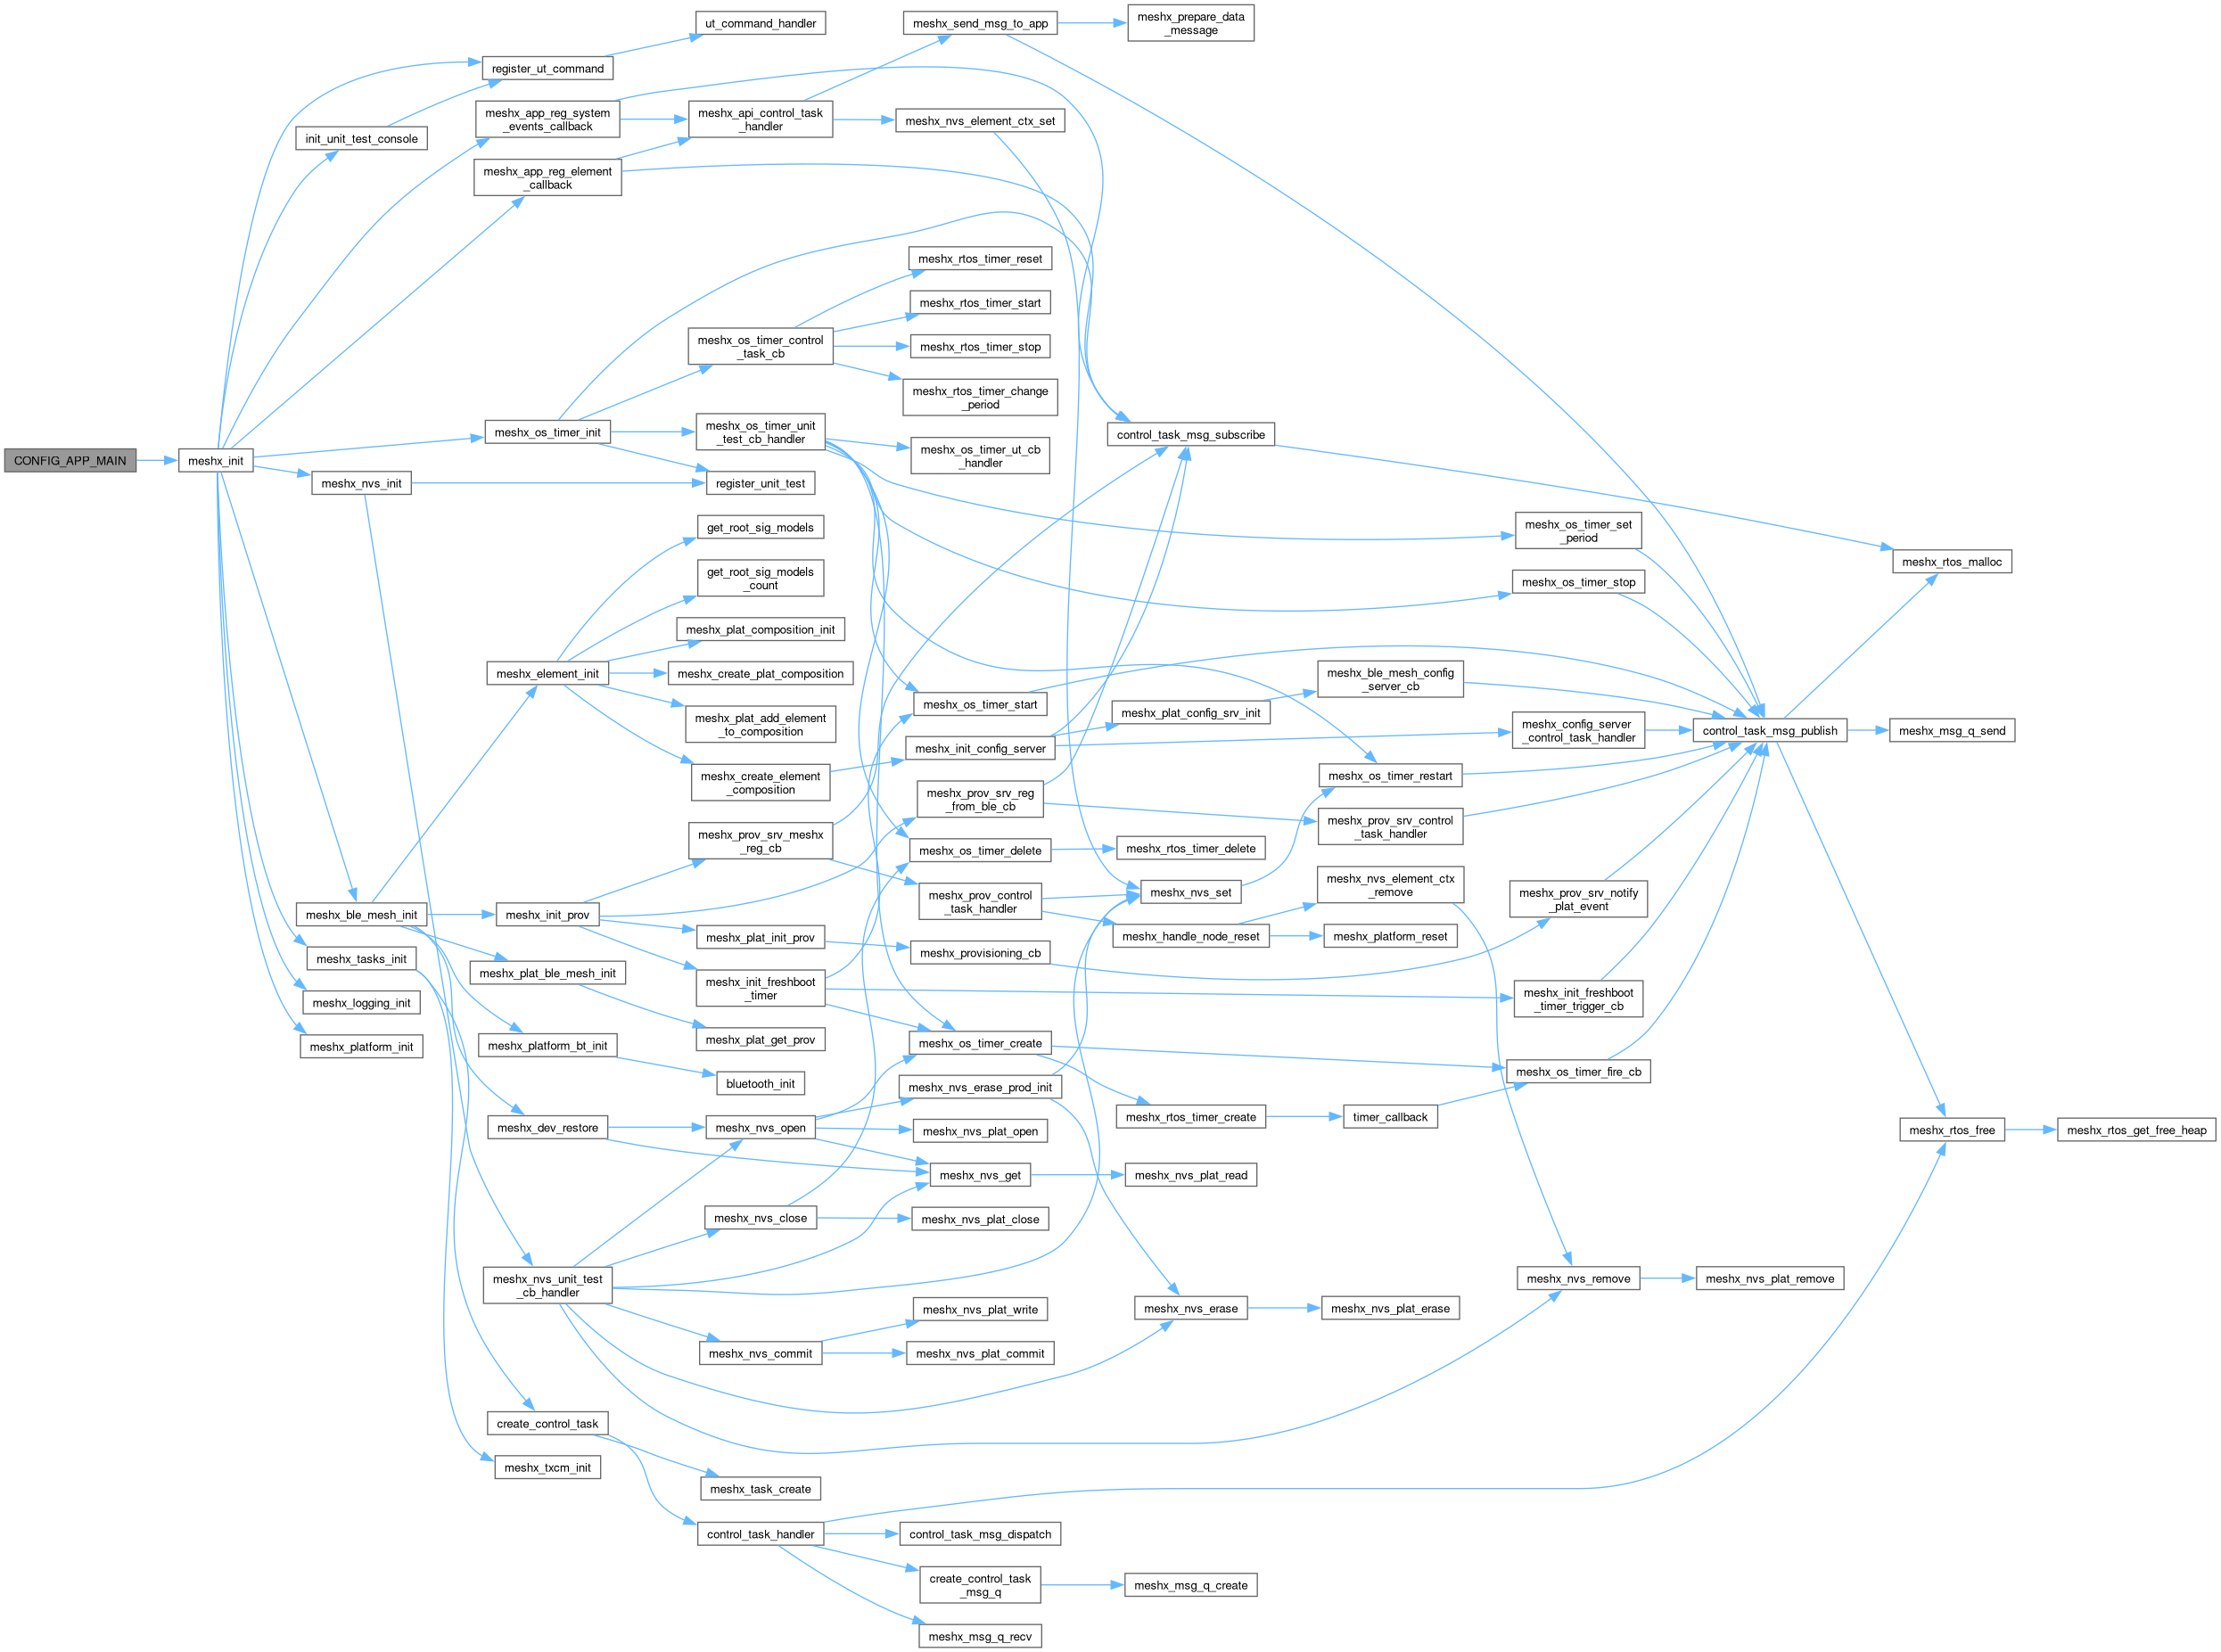 CONFIG_APP_MAIN
meshx_init
register_ut_command
ut_command_handler
init_unit_test_console
meshx_app_reg_system
_events_callback
meshx_app_reg_element
_callback
meshx_api_control_task
_handler
meshx_send_msg_to_app
meshx_prepare_data
_message
meshx_nvs_element_ctx_set
meshx_os_timer_init
meshx_os_timer_control
_task_cb
meshx_rtos_timer_reset
meshx_rtos_timer_start
meshx_rtos_timer_stop
meshx_rtos_timer_change
_period
meshx_os_timer_unit
_test_cb_handler
meshx_os_timer_ut_cb
_handler
control_task_msg_subscribe
meshx_nvs_init
register_unit_test
get_root_sig_models
get_root_sig_models
_count
meshx_plat_composition_init
meshx_element_init
meshx_create_plat_composition
meshx_plat_add_element
_to_composition
meshx_create_element
_composition
meshx_os_timer_set
_period
meshx_os_timer_stop
meshx_rtos_malloc
meshx_os_timer_start
meshx_init_config_server
meshx_plat_config_srv_init
meshx_ble_mesh_config
_server_cb
meshx_config_server
_control_task_handler
control_task_msg_publish
meshx_msg_q_send
meshx_os_timer_restart
meshx_prov_srv_reg
_from_ble_cb
meshx_prov_srv_control
_task_handler
meshx_prov_srv_meshx
_reg_cb
meshx_os_timer_delete
meshx_rtos_timer_delete
meshx_prov_control
_task_handler
meshx_nvs_set
meshx_nvs_element_ctx
_remove
meshx_prov_srv_notify
_plat_event
meshx_ble_mesh_init
meshx_init_prov
meshx_plat_init_prov
meshx_provisioning_cb
meshx_handle_node_reset
meshx_platform_reset
meshx_tasks_init
meshx_plat_ble_mesh_init
meshx_init_freshboot
_timer
meshx_init_freshboot
_timer_trigger_cb
meshx_logging_init
meshx_platform_init
meshx_platform_bt_init
meshx_plat_get_prov
meshx_os_timer_create
meshx_os_timer_fire_cb
bluetooth_init
meshx_nvs_erase_prod_init
meshx_rtos_timer_create
timer_callback
meshx_dev_restore
meshx_nvs_open
meshx_nvs_plat_open
meshx_rtos_free
meshx_rtos_get_free_heap
meshx_nvs_get
meshx_nvs_plat_read
meshx_nvs_close
meshx_nvs_plat_close
meshx_nvs_unit_test
_cb_handler
meshx_nvs_remove
meshx_nvs_plat_remove
meshx_nvs_plat_write
meshx_nvs_erase
meshx_nvs_plat_erase
meshx_nvs_commit
meshx_nvs_plat_commit
create_control_task
meshx_txcm_init
meshx_task_create
control_task_handler
control_task_msg_dispatch
create_control_task
_msg_q
meshx_msg_q_create
meshx_msg_q_recv